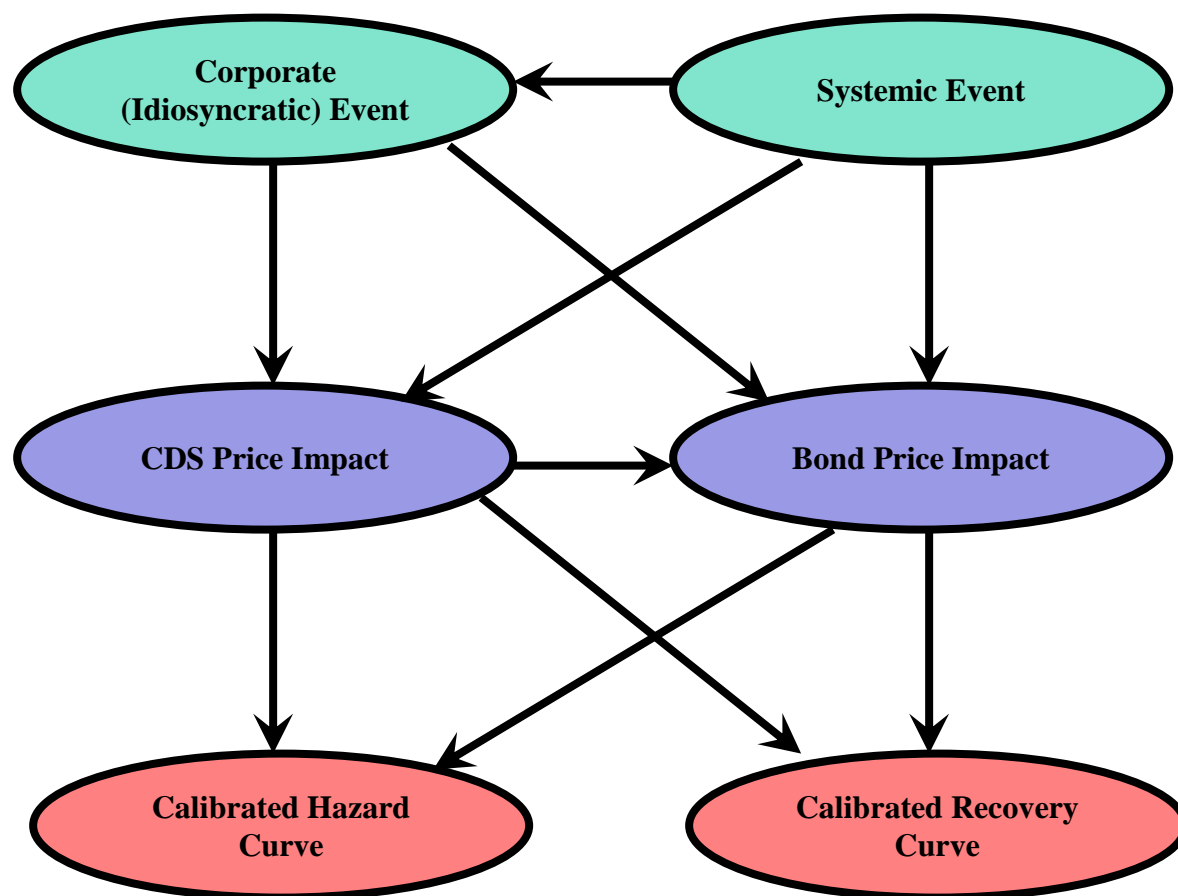 Corporate
(Idiosyncratic) Event
Systemic Event
CDS Price Impact
Bond Price Impact
Calibrated Hazard
Curve
Calibrated Recovery
Curve